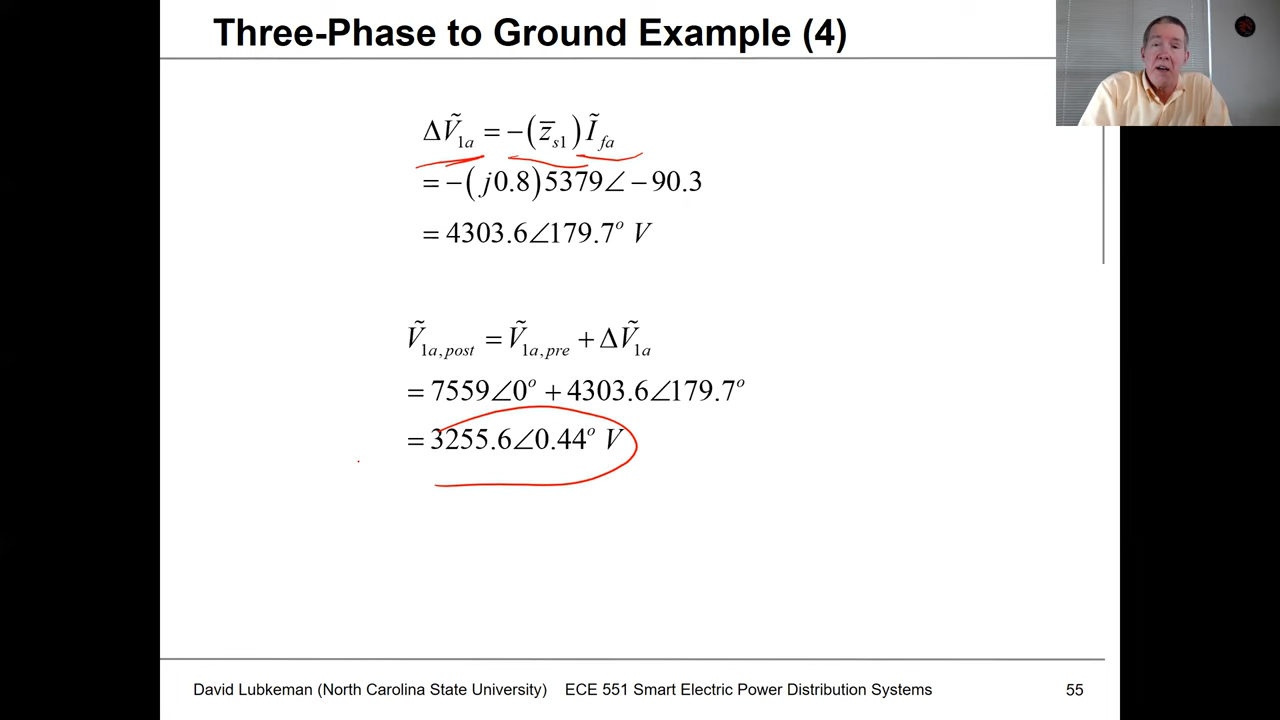 Three-Phase to Ground Example (4)
ΔṼ₁ₐ = −(z̅ₛ₁)Ĩ_fa
= −(j0.8)5379∠−90.3
= 4303.6∠179.7° V
Ṽ₁ₐ,post = Ṽ₁ₐ,pre + ΔṼ₁ₐ
= 7559∠0° + 4303.6∠179.7°
= 3255.6∠0.44° V
David Lubkeman (North Carolina State University) ECE 551 Smart Electric Power Distribution Systems 55